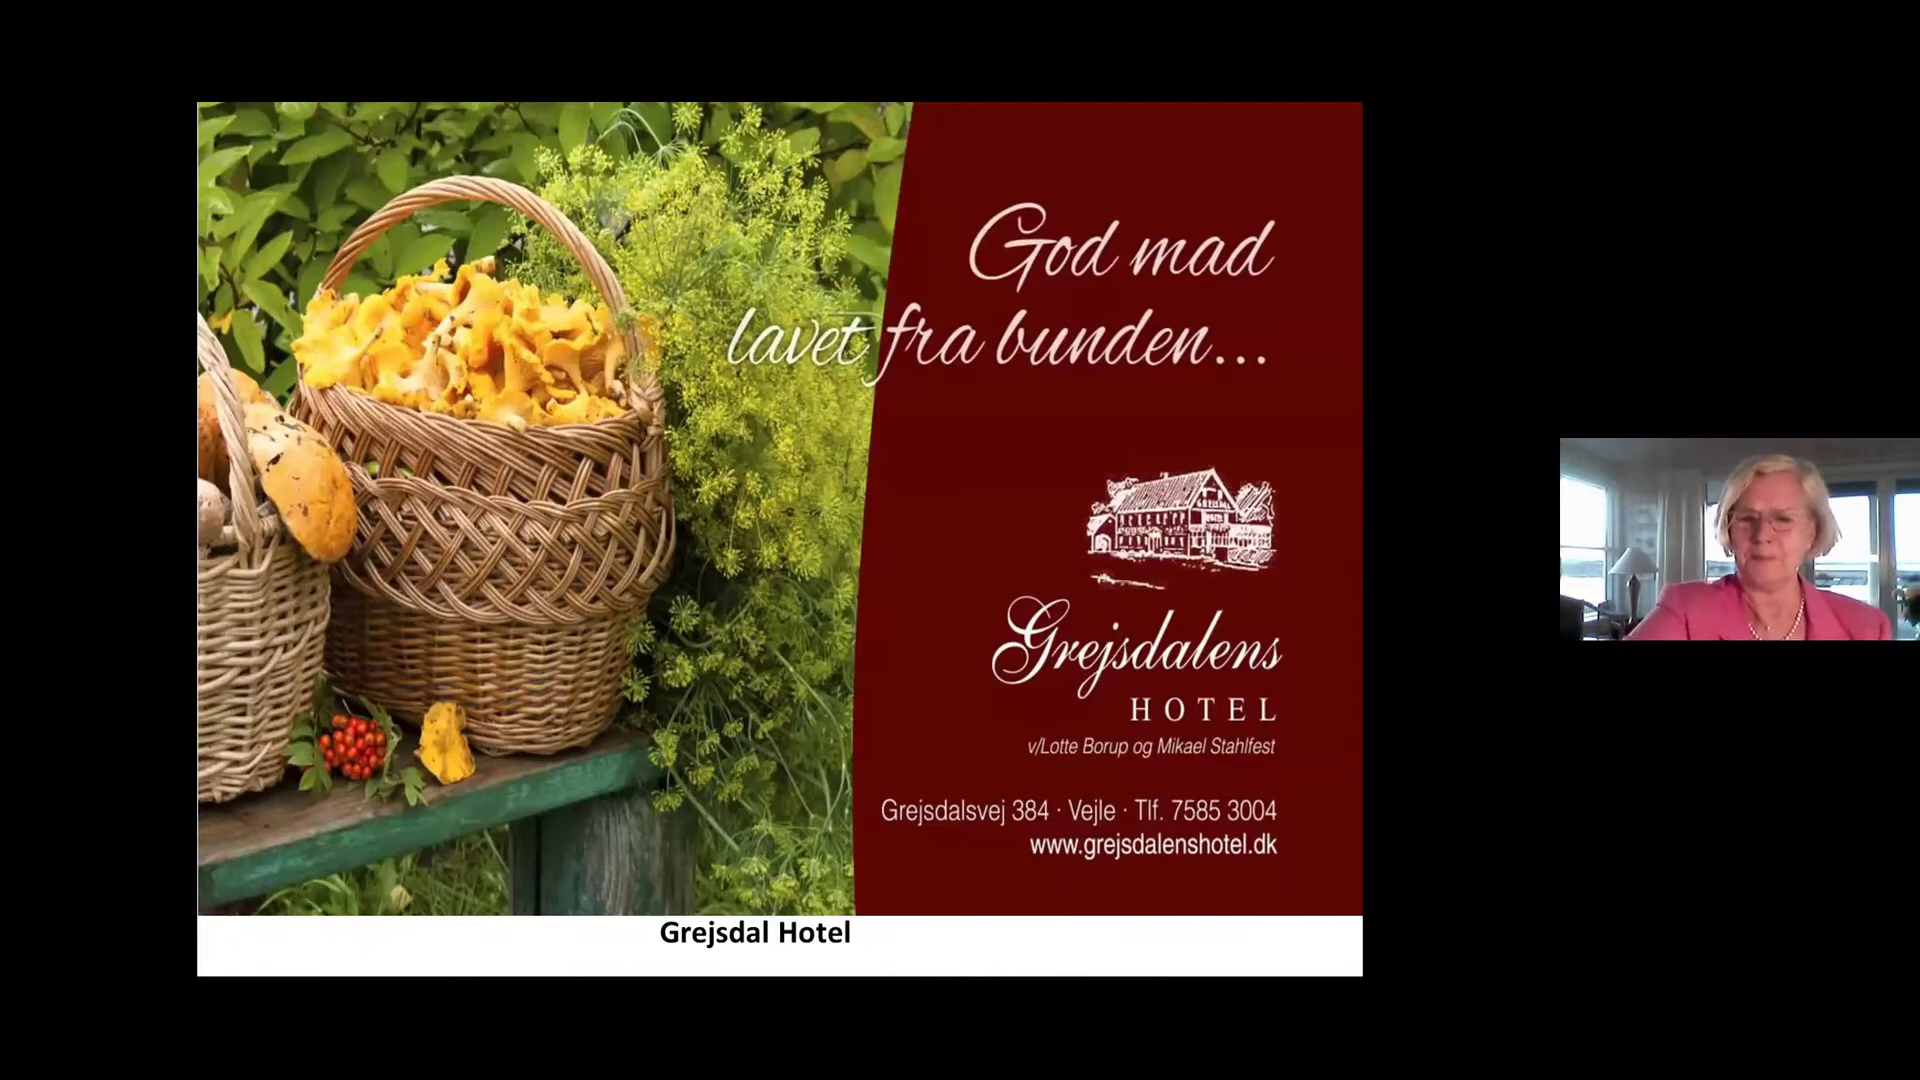 God mad
lavet fra bunden...
Grejsdalens
HOTEL
v/Lotte Borup og Mikael Stahlfest
Grejsdalsvej 384 · Vejle · Tlf. 7585 3004
www.grejsdalenshotel.dk
Grejsdal Hotel